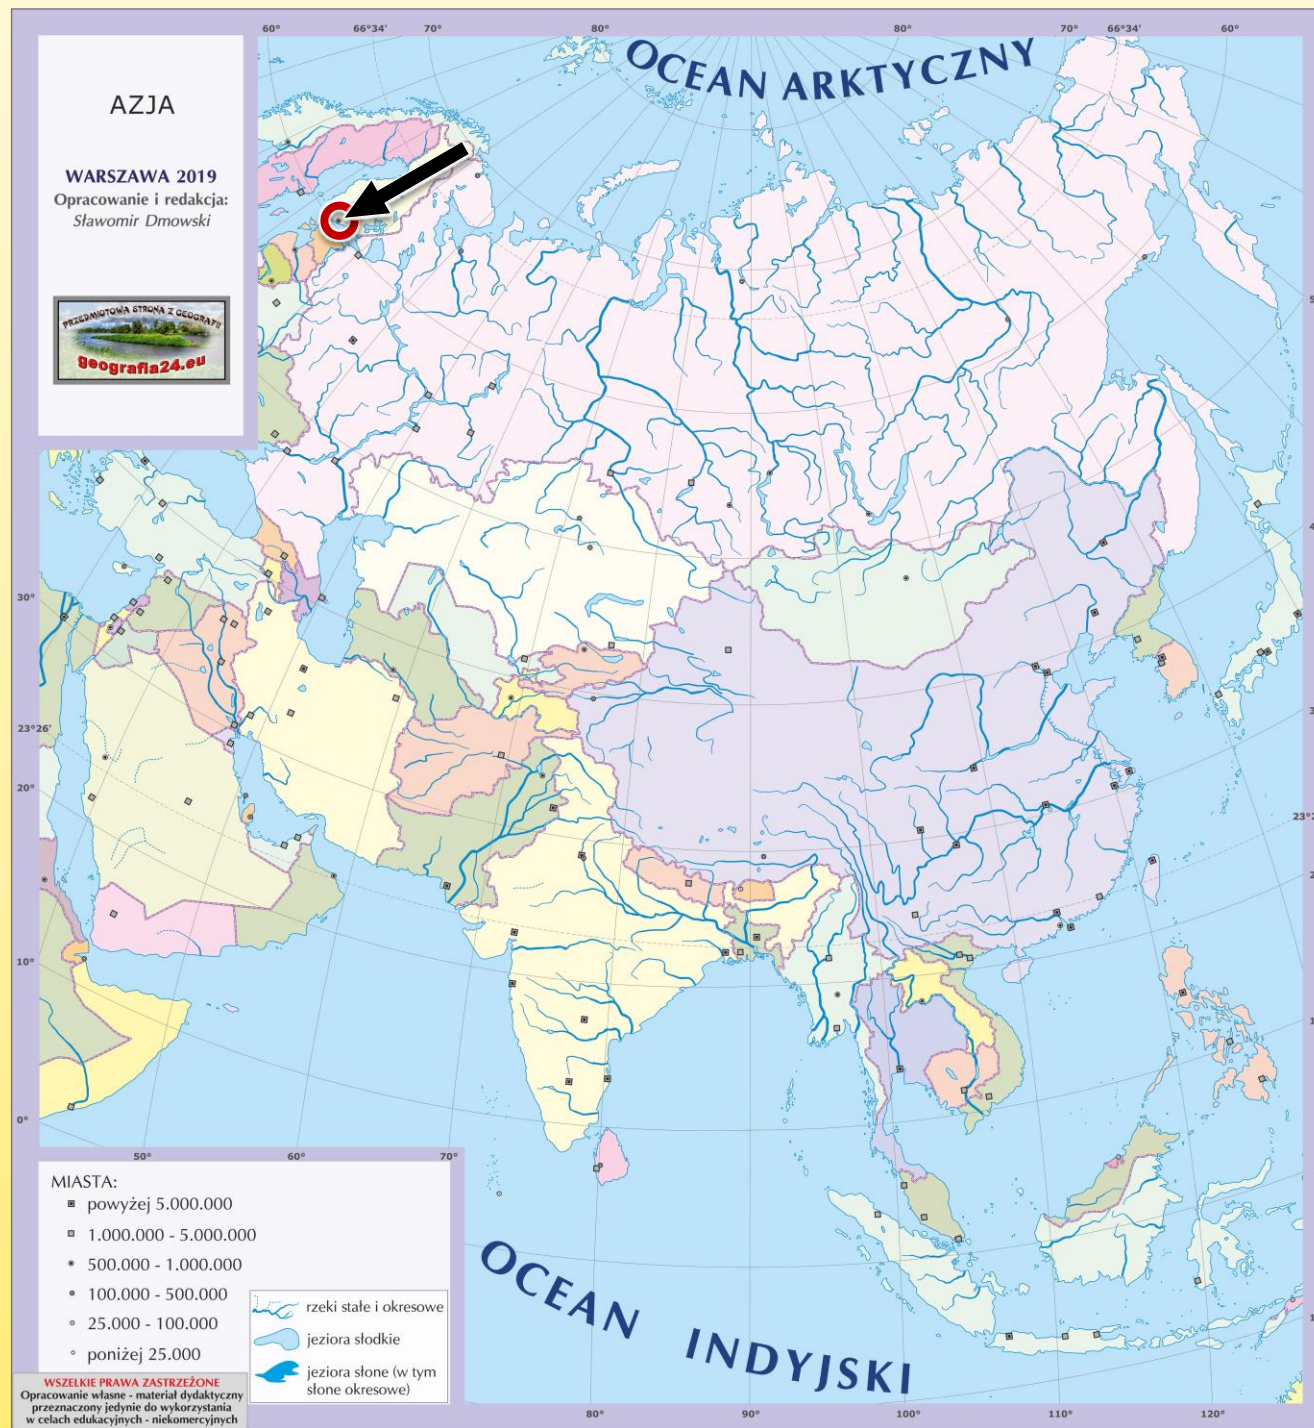 60°
66°34'
70°
80°
80°
70°
66°34'
60°
OCEAN ARKTYCZNY
AZJA
WARSZAWA 2019
Opracowanie i redakcja:
Sławomir Dmowski
PRZEDMIOTOWA STRONA Z GEOGRAFII
geografia24.eu
30°
23°26'
20°
10°
0°
50°
60°
70°
MIASTA:
powyżej 5.000.000
1.000.000 - 5.000.000
500.000 - 1.000.000
100.000 - 500.000
25.000 - 100.000
poniżej 25.000
rzeki stałe i okresowe
jeziora słodkie
jeziora słone (w tym
słone okresowe)
WSZELKIE PRAWA ZASTRZEŻONE
Opracowanie własne - materiał dydaktyczny
przeznaczony jedynie do wykorzystania
w celach edukacyjnych - niekomercyjnych
OCEAN INDYJSKI
80°
90°
100°
110°
120°